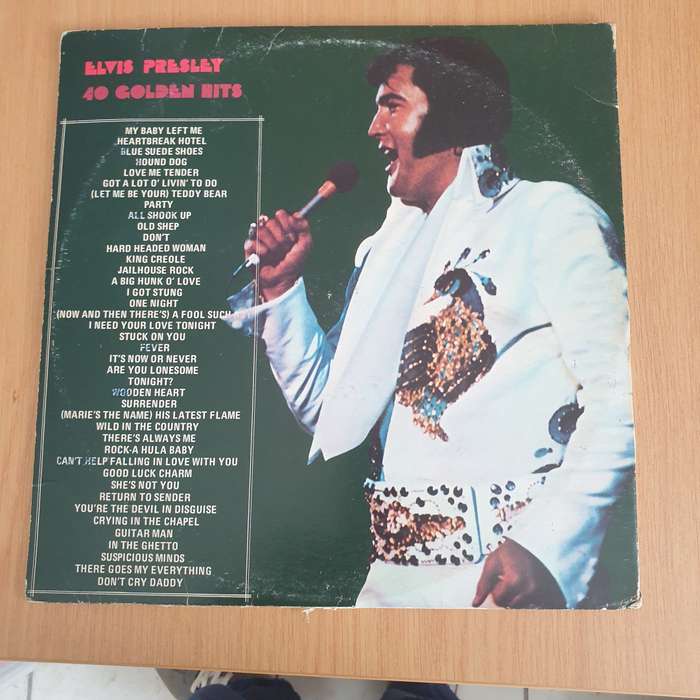 ELVIS PRESLEY
40 GOLDEN HITS
MY BABY LEFT ME
HEARTBREAK HOTEL
BLUE SUEDE SHOES
HOUND DOG
LOVE ME TENDER
GOT A LOT O' LIVIN' TO DO
(LET ME BE YOUR) TEDDY BEAR
PARTY
ALL SHOOK UP
OLD SHEP
DON'T
HARD HEADED WOMAN
KING CREOLE
JAILHOUSE ROCK
A BIG HUNK O' LOVE
I GOT STUNG
ONE NIGHT
(NOW AND THEN THERE'S) A FOOL SUCH
I NEED YOUR LOVE TONIGHT
STUCK ON YOU
FEVER
IT'S NOW OR NEVER
ARE YOU LONESOME
TONIGHT?
WOODEN HEART
SURRENDER
(MARIE'S THE NAME) HIS LATEST FLAME
WILD IN THE COUNTRY
THERE'S ALWAYS ME
ROCK-A HULA BABY
CAN'T HELP FALLING IN LOVE WITH YOU
GOOD LUCK CHARM
SHE'S NOT YOU
RETURN TO SENDER
YOU'RE THE DEVIL IN DISGUISE
CRYING IN THE CHAPEL
GUITAR MAN
IN THE GHETTO
SUSPICIOUS MINDS
THERE GOES MY EVERYTHING
DON'T CRY DADDY